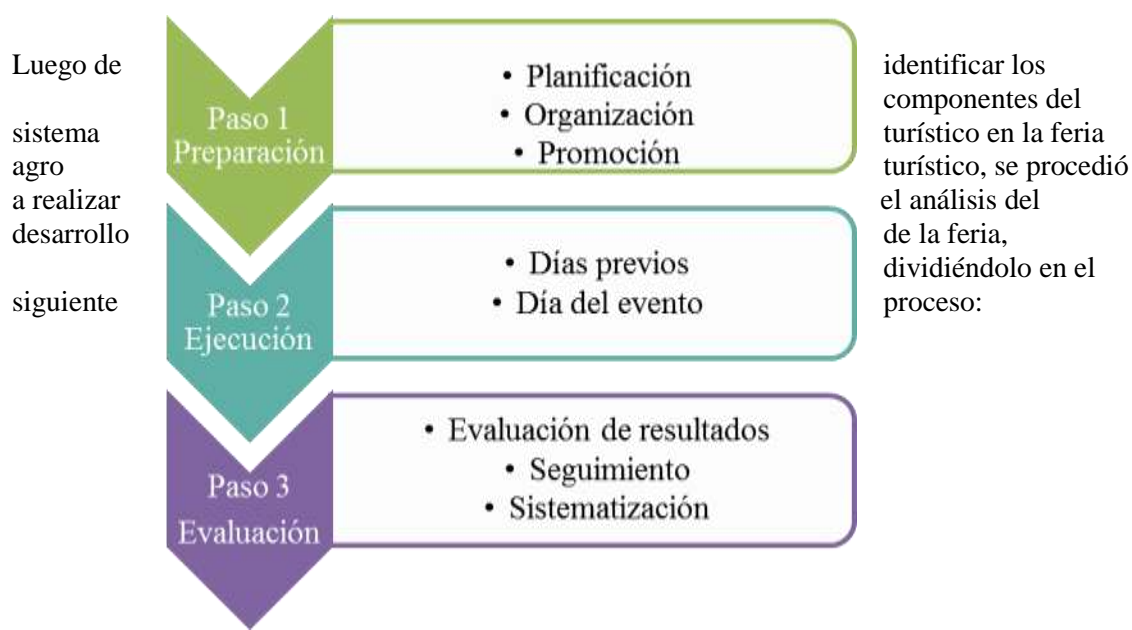 Luego de identificar los
componentes del
sistema turístico en la feria
agro turístico, se procedió
a realizar el análisis del
desarrollo de la feria,
dividiéndolo en el
siguiente proceso:
Paso 1
Preparación
• Planificación
• Organización
• Promoción
Paso 2
Ejecución
• Días previos
• Día del evento
Paso 3
Evaluación
• Evaluación de resultados
• Seguimiento
• Sistematización